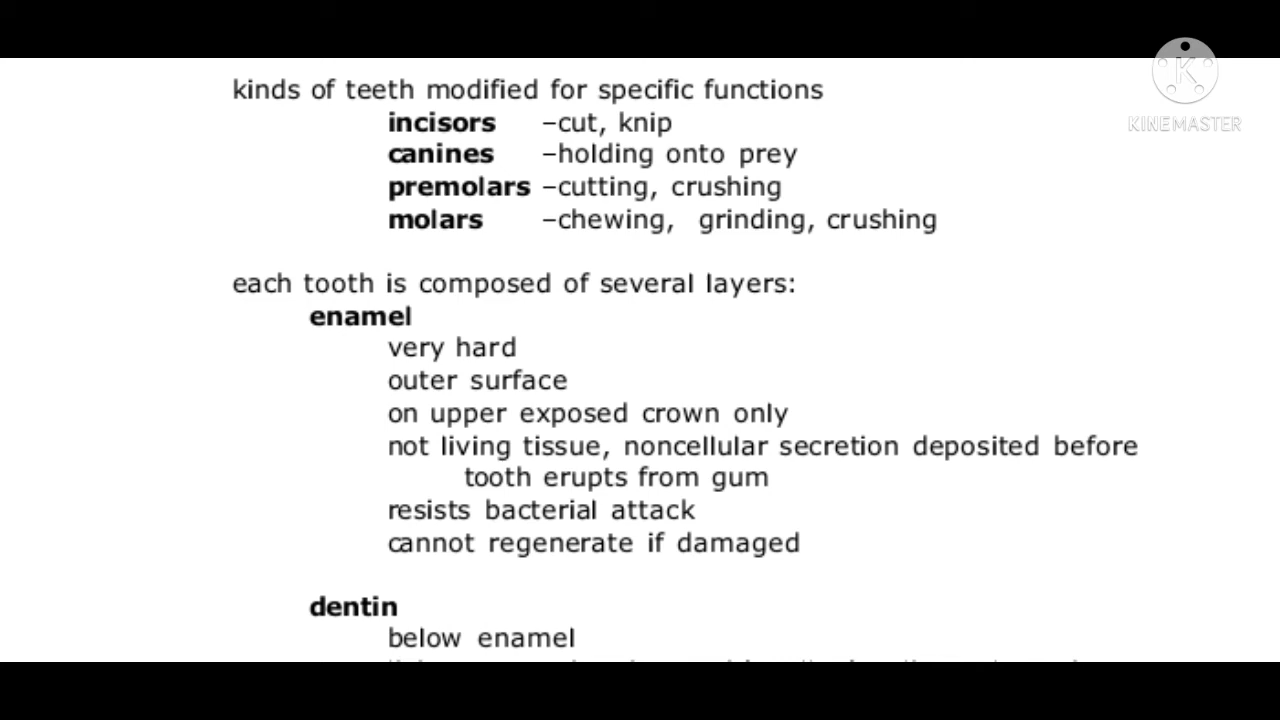 kinds of teeth modified for specific functions
incisors –cut, knip
canines –holding onto prey
premolars –cutting, crushing
molars –chewing, grinding, crushing
each tooth is composed of several layers:
enamel
very hard
outer surface
on upper exposed crown only
not living tissue, noncellular secretion deposited before
tooth erupts from gum
resists bacterial attack
cannot regenerate if damaged
dentin
below enamel
K
KINEMASTER